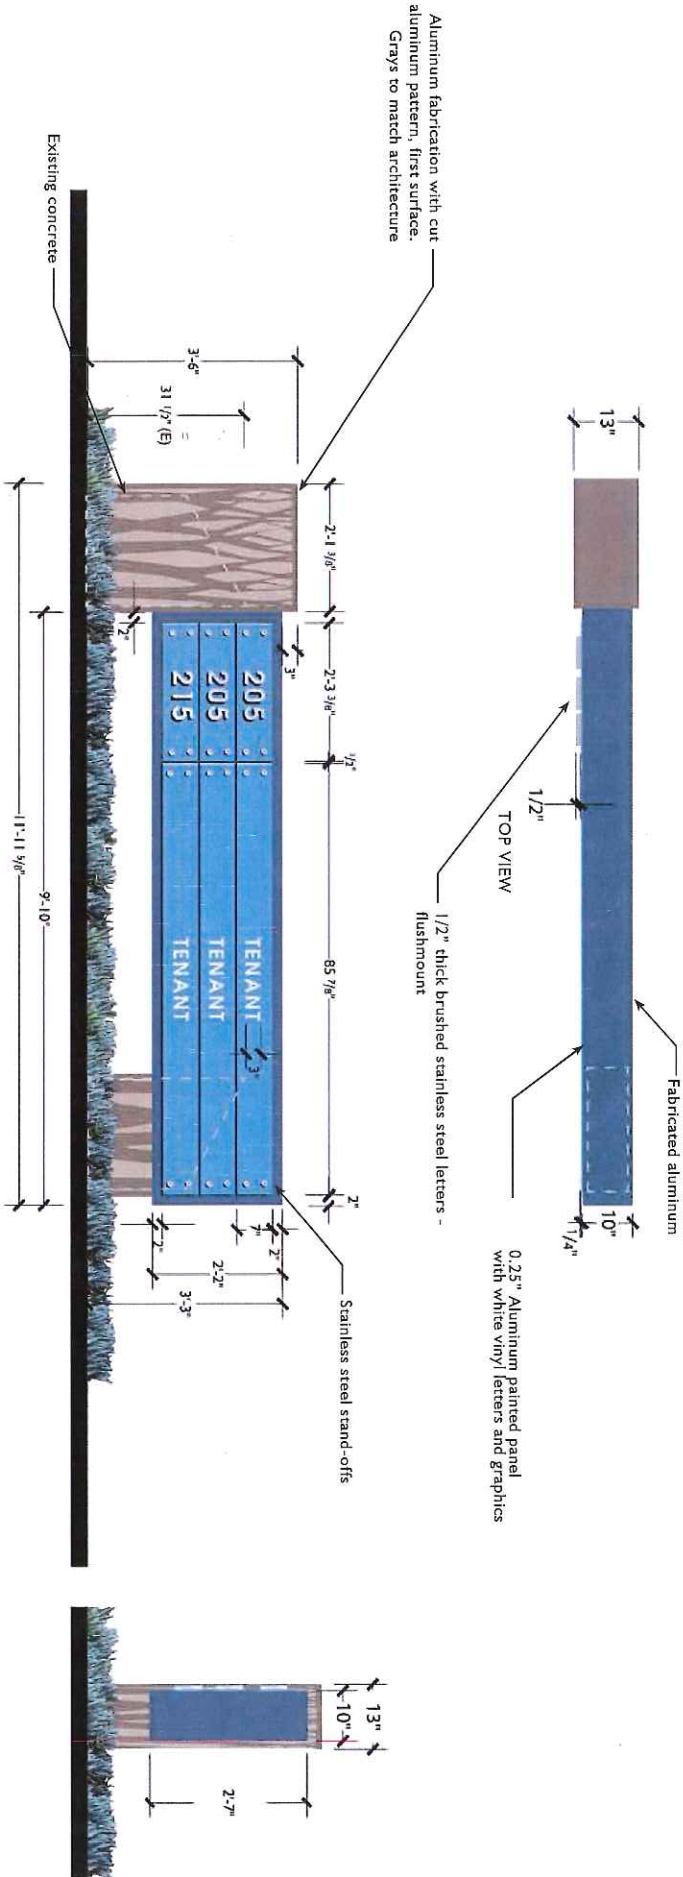 Aluminum fabrication with cut
aluminum pattern, first surface.
Grays to match architecture
Existing concrete
13"
1/2"
TOP VIEW
1/2" thick brushed stainless steel letters -
flushmount
Fabricated aluminum
10"
1/4"
0.25" Aluminum painted panel
with white vinyl letters and graphics
3'-6"
31 1/2" (E)
2'-1 3/8"
2'-3 3/8"
1/2"
85 7/8"
2"
3"
2"
205 TENANT
205 TENANT
215 TENANT
3"
7"
2"
2"
2'-2"
3'-3"
Stainless steel stand-offs
9'-10"
11'-11 5/8"
13"
10"
2'-7"